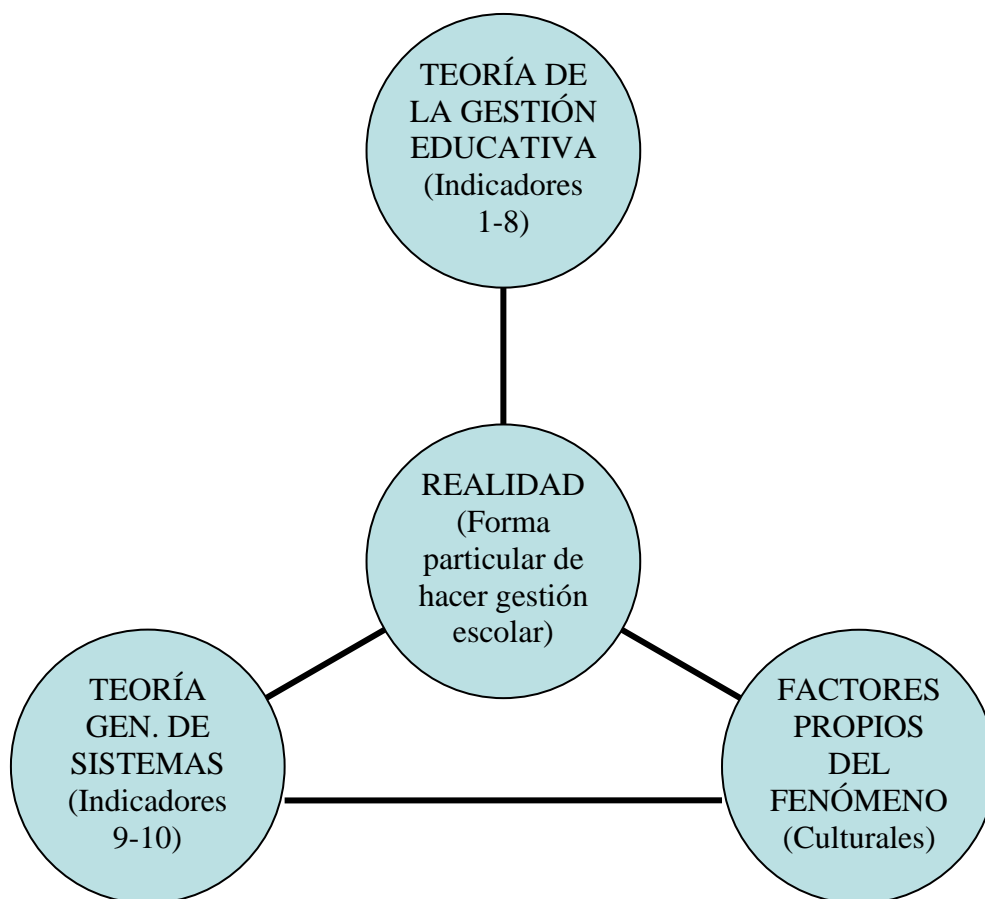 TEORÍA DE
LA GESTIÓN
EDUCATIVA
(Indicadores
1-8)
REALIDAD
(Forma
particular de
hacer gestión
escolar)
TEORÍA
GEN. DE
SISTEMAS
(Indicadores
9-10)
FACTORES
PROPIOS
DEL
FENÓMENO
(Culturales)